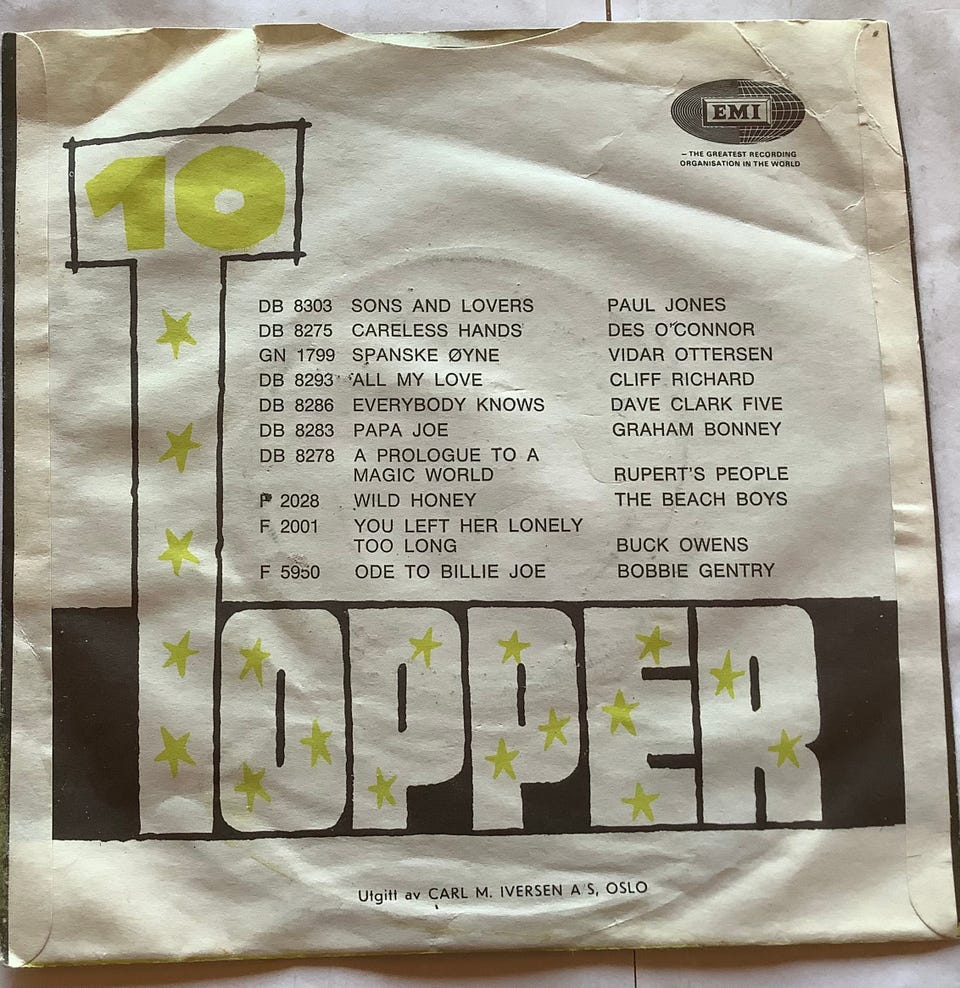 EMI
– THE GREATEST RECORDING
ORGANISATION IN THE WORLD
10
DB 8303 SONS AND LOVERS PAUL JONES
DB 8275 CARELESS HANDS DES O'CONNOR
GN 1799 SPANSKE ØYNE VIDAR OTTERSEN
DB 8293 ALL MY LOVE CLIFF RICHARD
DB 8286 EVERYBODY KNOWS DAVE CLARK FIVE
DB 8283 PAPA JOE GRAHAM BONNEY
DB 8278 A PROLOGUE TO A
MAGIC WORLD RUPERT'S PEOPLE
P 2028 WILD HONEY THE BEACH BOYS
F 2001 YOU LEFT HER LONELY
TOO LONG BUCK OWENS
F 5950 ODE TO BILLIE JOE BOBBIE GENTRY
TOPPER
Utgitt av CARL M. IVERSEN A/S, OSLO